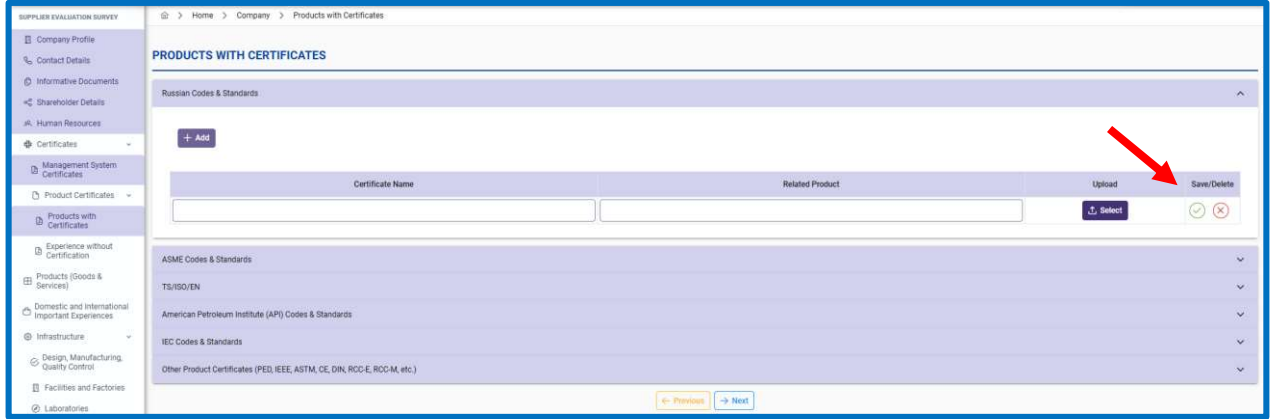 SUPPLIER EVALUATION SURVEY
Company Profile
Contact Details
Informative Documents
Shareholder Details
Human Resources
Certificates
Management System
Certificates
Product Certificates
Products with
Certificates
Experience without
Certification
Products (Goods &
Services)
Domestic and International
Important Experiences
Infrastructure
Design, Manufacturing,
Quality Control
Facilities and Factories
Laboratories
> Home > Company > Products with Certificates
PRODUCTS WITH CERTIFICATES
Russian Codes & Standards
+ Add
Certificate Name Related Product Upload Save/Delete
Select
ASME Codes & Standards
TS/ISO/EN
American Petroleum Institute (API) Codes & Standards
IEC Codes & Standards
Other Product Certificates (PED, IEEE, ASTM, CE, DIN, RCC-E, RCC-M, etc.)
← Previous → Next